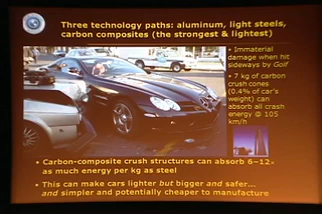 Three technology paths: aluminum, light steels,
carbon composites (the strongest & lightest)
• Immaterial
damage when hit
sideways by Golf
• 7 kg of carbon
crush cones
(0.4% of car's
weight) can
absorb all crash
energy @ 105
km/h
• Carbon-composite crush structures can absorb 6–12×
as much energy per kg as steel
• This can make cars lighter but bigger and safer...
and simpler and potentially cheaper to manufacture